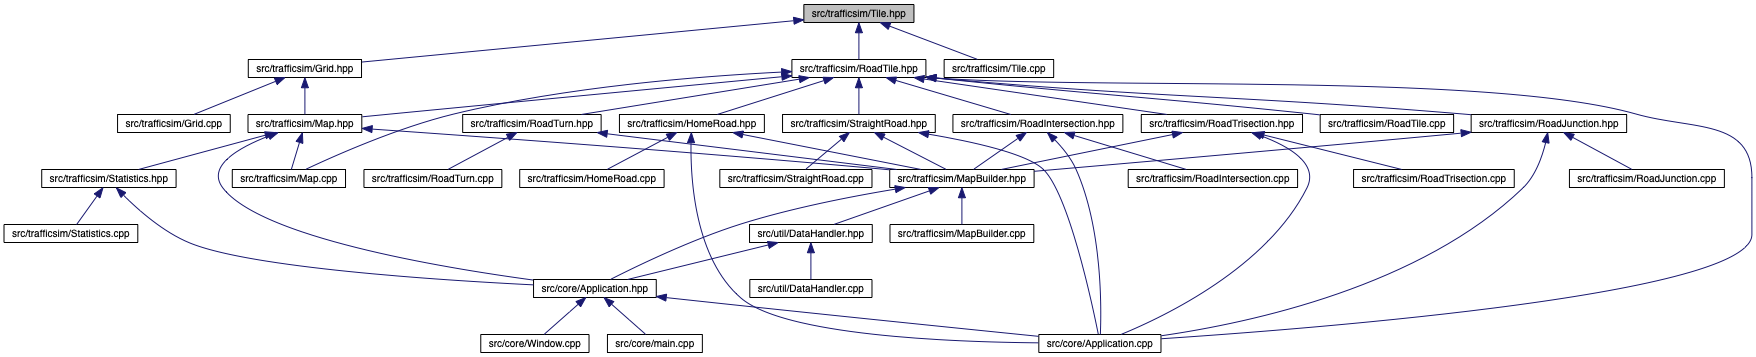 src/trafficsim/Tile.hpp
src/trafficsim/Grid.hpp
src/trafficsim/RoadTile.hpp
src/trafficsim/Tile.cpp
src/trafficsim/Grid.cpp
src/trafficsim/Map.hpp
src/trafficsim/RoadTurn.hpp
src/trafficsim/HomeRoad.hpp
src/trafficsim/StraightRoad.hpp
src/trafficsim/RoadIntersection.hpp
src/trafficsim/RoadTrisection.hpp
src/trafficsim/RoadTile.cpp
src/trafficsim/RoadJunction.hpp
src/trafficsim/Statistics.hpp
src/trafficsim/Map.cpp
src/trafficsim/RoadTurn.cpp
src/trafficsim/HomeRoad.cpp
src/trafficsim/StraightRoad.cpp
src/trafficsim/MapBuilder.hpp
src/trafficsim/RoadIntersection.cpp
src/trafficsim/RoadTrisection.cpp
src/trafficsim/RoadJunction.cpp
src/trafficsim/Statistics.cpp
src/util/DataHandler.hpp
src/trafficsim/MapBuilder.cpp
src/core/Application.hpp
src/util/DataHandler.cpp
src/core/Window.cpp
src/core/main.cpp
src/core/Application.cpp